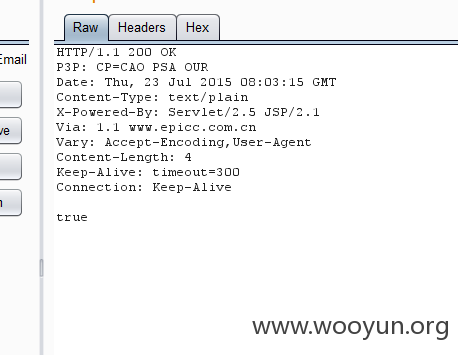 Raw Headers Hex
Email
HTTP/1.1 200 OK
P3P: CP=CAO PSA OUR
Date: Thu, 23 Jul 2015 08:03:15 GMT
Content-Type: text/plain
X-Powered-By: Servlet/2.5 JSP/2.1
Via: 1.1 www.epicc.com.cn
Vary: Accept-Encoding,User-Agent
Content-Length: 4
Keep-Alive: timeout=300
Connection: Keep-Alive
true
www.wooyun.org